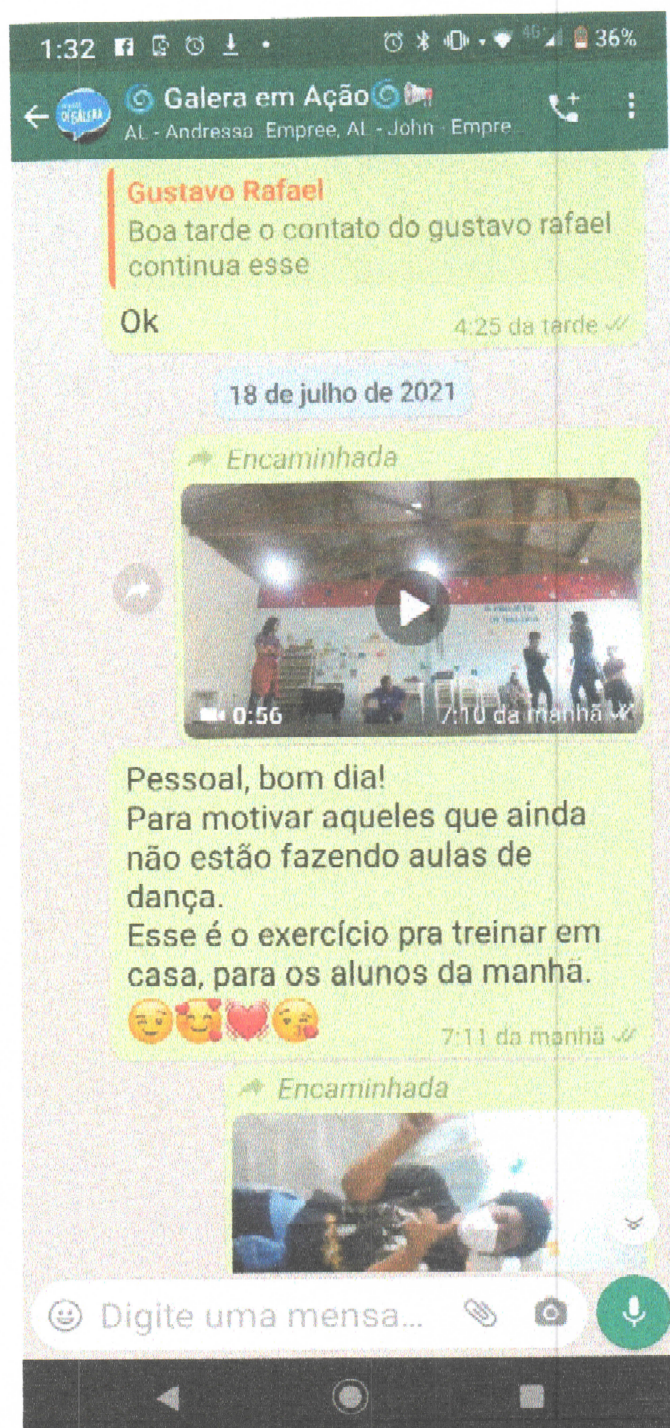 1:32 4G 36%
🌀 Galera em Ação🌀
AL - Andressa Empree, AL - John - Empre
Gustavo Rafael
Boa tarde o contato do gustavo rafael
continua esse
Ok 4:25 da tarde
18 de julho de 2021
Encaminhada
0:56 7:10 da manhã
Pessoal, bom dia!
Para motivar aqueles que ainda
não estão fazendo aulas de
dança.
Esse é o exercício pra treinar em
casa, para os alunos da manhã.
😉🥰💓😘
7:11 da manhã
Encaminhada
Digite uma mensa...